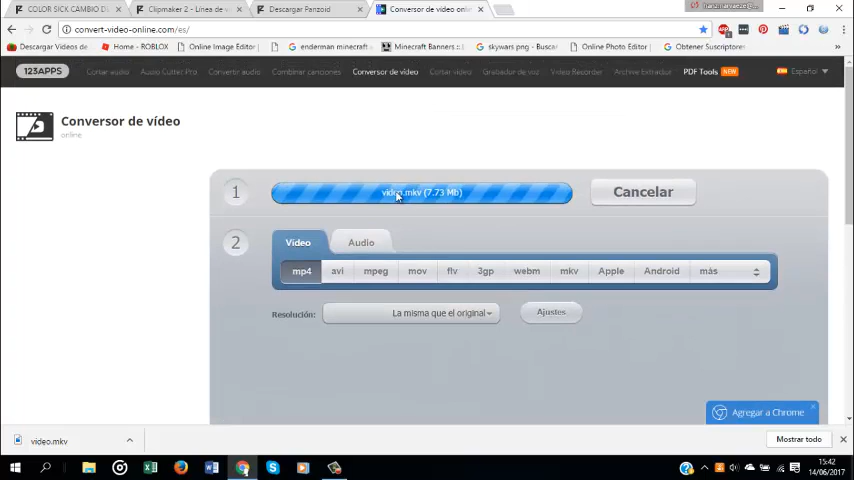 COLOR SICK CAMBIO D
Clipmaker 2 - Línea de v
Descargar Panzoid
Conversor de vídeo onlin
convert-video-online.com/es/
Descargar Vídeos de
Home - ROBLOX
Online Image Editor
enderman minecraft
Minecraft Banners ::
skywars png - Busca
Online Photo Editor
Obtener Suscriptores
123APPS
Cortar audio
Audio Cutter Pro
Convertir audio
Combinar canciones
Conversor de vídeo
Cortar vídeo
Grabador de voz
Video Recorder
Archive Extractor
PDF Tools NEW
Español
Conversor de vídeo
online
1
video.mkv (7.73 Mb)
Cancelar
2
Vídeo
Audio
mp4
avi
mpeg
mov
flv
3gp
webm
mkv
Apple
Android
más
Resolución:
La misma que el original
Ajustes
Agregar a Chrome
video.mkv
Mostrar todo
15:42
14/06/2017